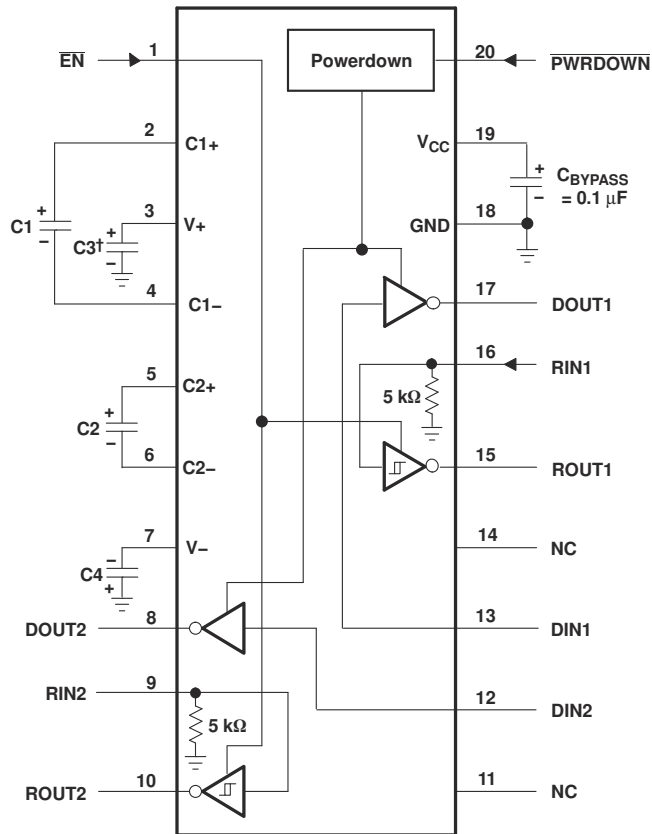 EN 1 Powerdown 20 PWRDOWN
2 C1+ VCC 19
C1 + − 3 V+ + − CBYPASS = 0.1 µF
C3† + − GND 18
4 C1−
17 DOUT1
16 RIN1
5 C2+ 5 kΩ
C2 + −
6 C2− 15 ROUT1
7 V− 14 NC
C4 − +
DOUT2 8 13 DIN1
RIN2 9 12 DIN2
5 kΩ
ROUT2 10 11 NC